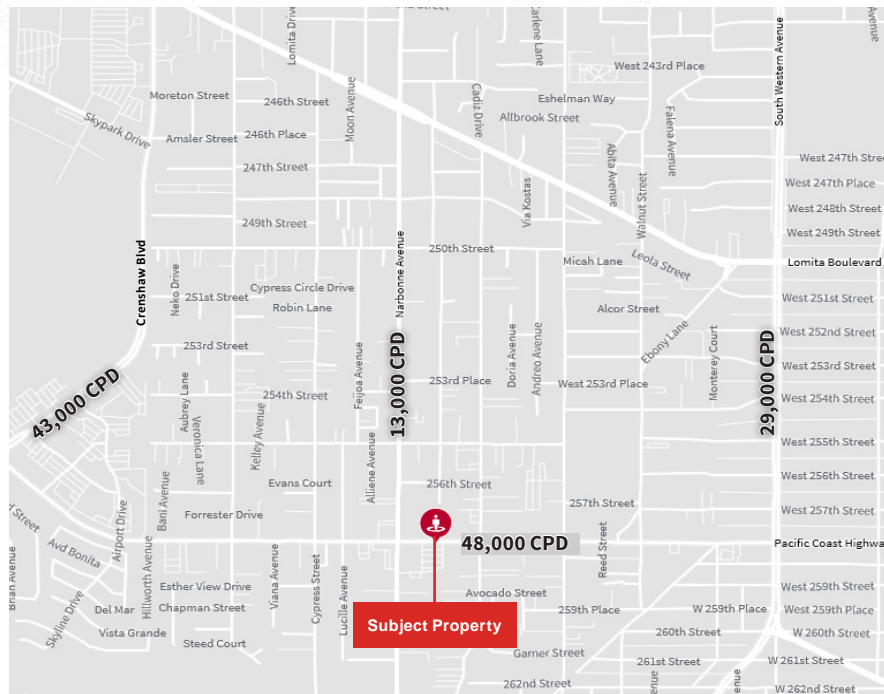 Lomita Drive
Carlene Lane
South Western Avenue
West 243rd Place
Moreton Street
246th Street
Moon Avenue
Cadiz Drive
Eshelman Way
Allbrook Street
Falena Avenue
Skypark Drive
Amsler Street
246th Place
247th Street
Abita Avenue
West 247th Stree
West 247th Place
Walnut Street
Via Kostas
West 248th Street
249th Street
West 249th Street
Crenshaw Blvd
Narbonne Avenue
250th Street
Micah Lane
Leola Street
Lomita Boulevard
Neko Drive
251st Street
Cypress Circle Drive
Robin Lane
Alcor Street
West 251st Street
253rd Street
Doria Avenue
Andreo Avenue
Ebony Lane
Monterey Court
West 252nd Street
43,000 CPD
13,000 CPD
29,000 CPD
Feijoa Avenue
253rd Place
West 253rd Place
West 253rd Street
Aubrey Lane
254th Street
West 254th Street
Veronica Lane
Kelley Avenue
West 255th Street
Alliene Avenue
Evans Court
256th Street
West 256th Street
Bani Avenue
257th Street
West 257th Street
Forrester Drive
d Street
Airport Drive
Avd Bonita
48,000 CPD
Reed Street
Pacific Coast Highwa
Brian Avenue
Hillworth Avenue
Esther View Drive
Viana Avenue
Cypress Street
Lucille Avenue
Avocado Street
West 259th Street
Skyline Drive
Del Mar
Chapman Street
259th Place
W 259th Place
West 259th Place
Vista Grande
Steed Court
Subject Property
260th Street
W 260th Street
Garner Street
261st Street
W 261st Street
262nd Street
W 262nd Street